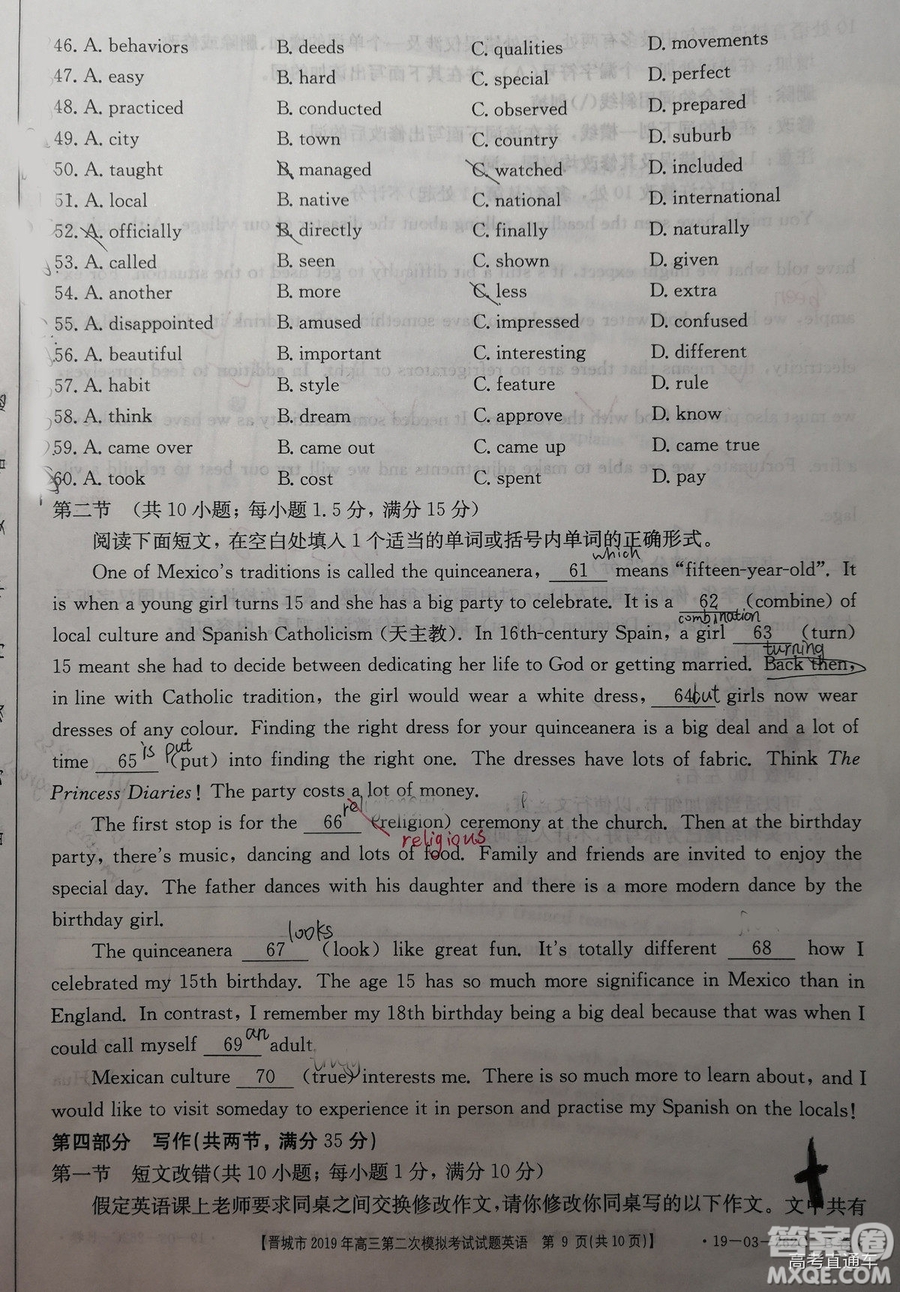 46. A. behaviors B. deeds C. qualities D. movements
47. A. easy B. hard C. special D. perfect
48. A. practiced B. conducted C. observed D. prepared
49. A. city B. town C. country D. suburb
50. A. taught B. managed C. watched D. included
51. A. local B. native C. national D. international
52. A. officially B. directly C. finally D. naturally
53. A. called B. seen C. shown D. given
54. A. another B. more C. less D. extra
55. A. disappointed B. amused C. impressed D. confused
56. A. beautiful B. important C. interesting D. different
57. A. habit B. style C. feature D. rule
58. A. think B. dream C. approve D. know
59. A. came over B. came out C. came up D. came true
60. A. took B. cost C. spent D. pay
第二节 (共 10 小题;每小题 1.5 分,满分 15 分)
阅读下面短文,在空白处填入 1 个适当的单词或括号内单词的正确形式。
which
One of Mexico's traditions is called the quinceanera, 61 means “fifteen-year-old”. It
is when a young girl turns 15 and she has a big party to celebrate. It is a 62 (combine) of
combination
local culture and Spanish Catholicism (天主教). In 16th-century Spain, a girl 63 (turn)
turning
15 meant she had to decide between dedicating her life to God or getting married. Back then,
in line with Catholic tradition, the girl would wear a white dress, 64 but girls now wear
dresses of any colour. Finding the right dress for your quinceanera is a big deal and a lot of
is put
time 65 (put) into finding the right one. The dresses have lots of fabric. Think The
Princess Diaries! The party costs a lot of money.
The first stop is for the 66 (religion) ceremony at the church. Then at the birthday
religious
party, there's music, dancing and lots of food. Family and friends are invited to enjoy the
special day. The father dances with his daughter and there is a more modern dance by the
birthday girl.
looks
The quinceanera 67 (look) like great fun. It's totally different 68 how I
celebrated my 15th birthday. The age 15 has so much more significance in Mexico than in
England. In contrast, I remember my 18th birthday being a big deal because that was when I
could call myself 69 an adult.
Mexican culture 70 (true) interests me. There is so much more to learn about, and I
would like to visit someday to experience it in person and practise my Spanish on the locals!
第四部分 写作(共两节,满分 35 分)
第一节 短文改错(共 10 小题;每小题 1 分,满分 10 分)
假定英语课上老师要求同桌之间交换修改作文,请你修改你同桌写的以下作文。文中共有
【晋城市 2019 年高三第二次模拟考试试题英语 第 9 页(共 10 页)】 ·19-03-
答案圈
高考直通车
MXQE.COM